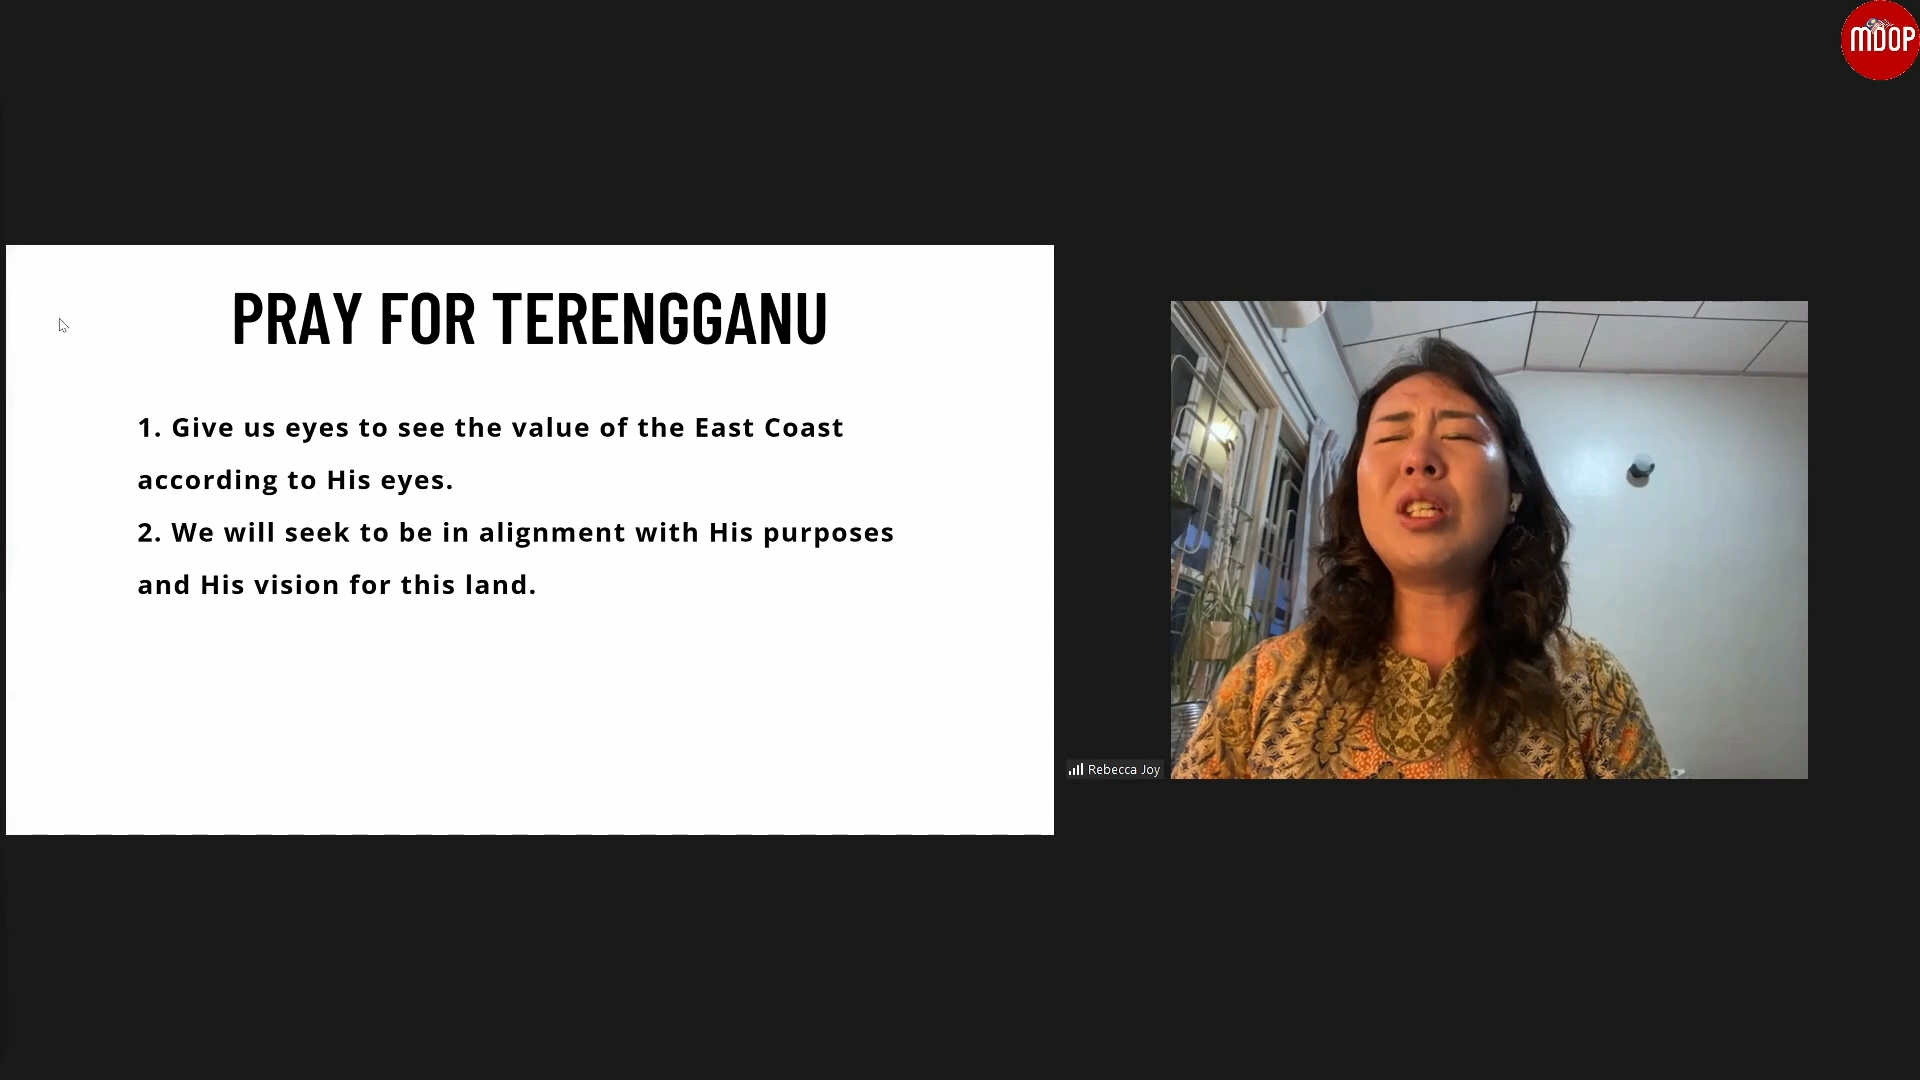 MDOP
PRAY FOR TERENGGANU
1. Give us eyes to see the value of the East Coast
according to His eyes.
2. We will seek to be in alignment with His purposes
and His vision for this land.
Rebecca Joy